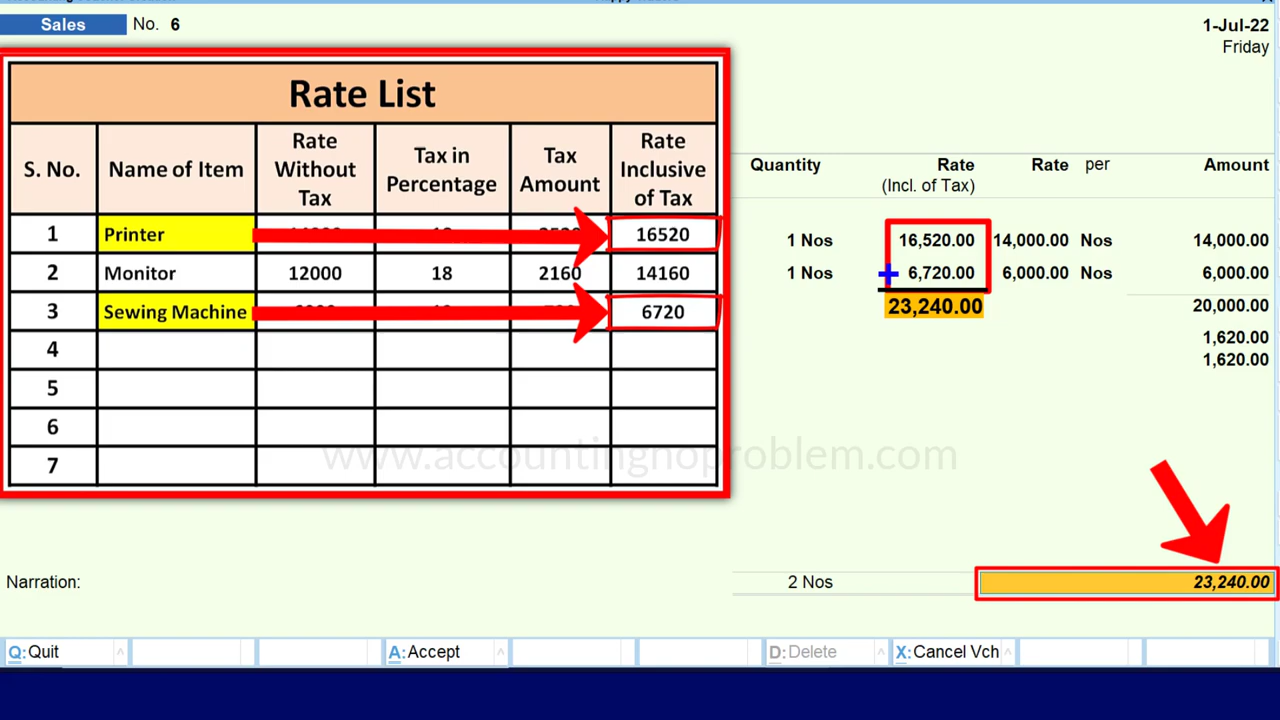 Sales No. 6
1-Jul-22
Friday
Rate List
S. No. Name of Item Rate Without Tax Tax in Percentage Tax Amount Rate Inclusive of Tax
1 Printer 16520
2 Monitor 12000 18 2160 14160
3 Sewing Machine 6720
4
5
6
7
Quantity Rate (Incl. of Tax) Rate per Amount
1 Nos 16,520.00 14,000.00 Nos 14,000.00
1 Nos + 6,720.00 6,000.00 Nos 6,000.00
23,240.00 20,000.00
1,620.00
1,620.00
www.accountingnoproblem.com
Narration: 2 Nos 23,240.00
Q: Quit A: Accept D: Delete X: Cancel Vch